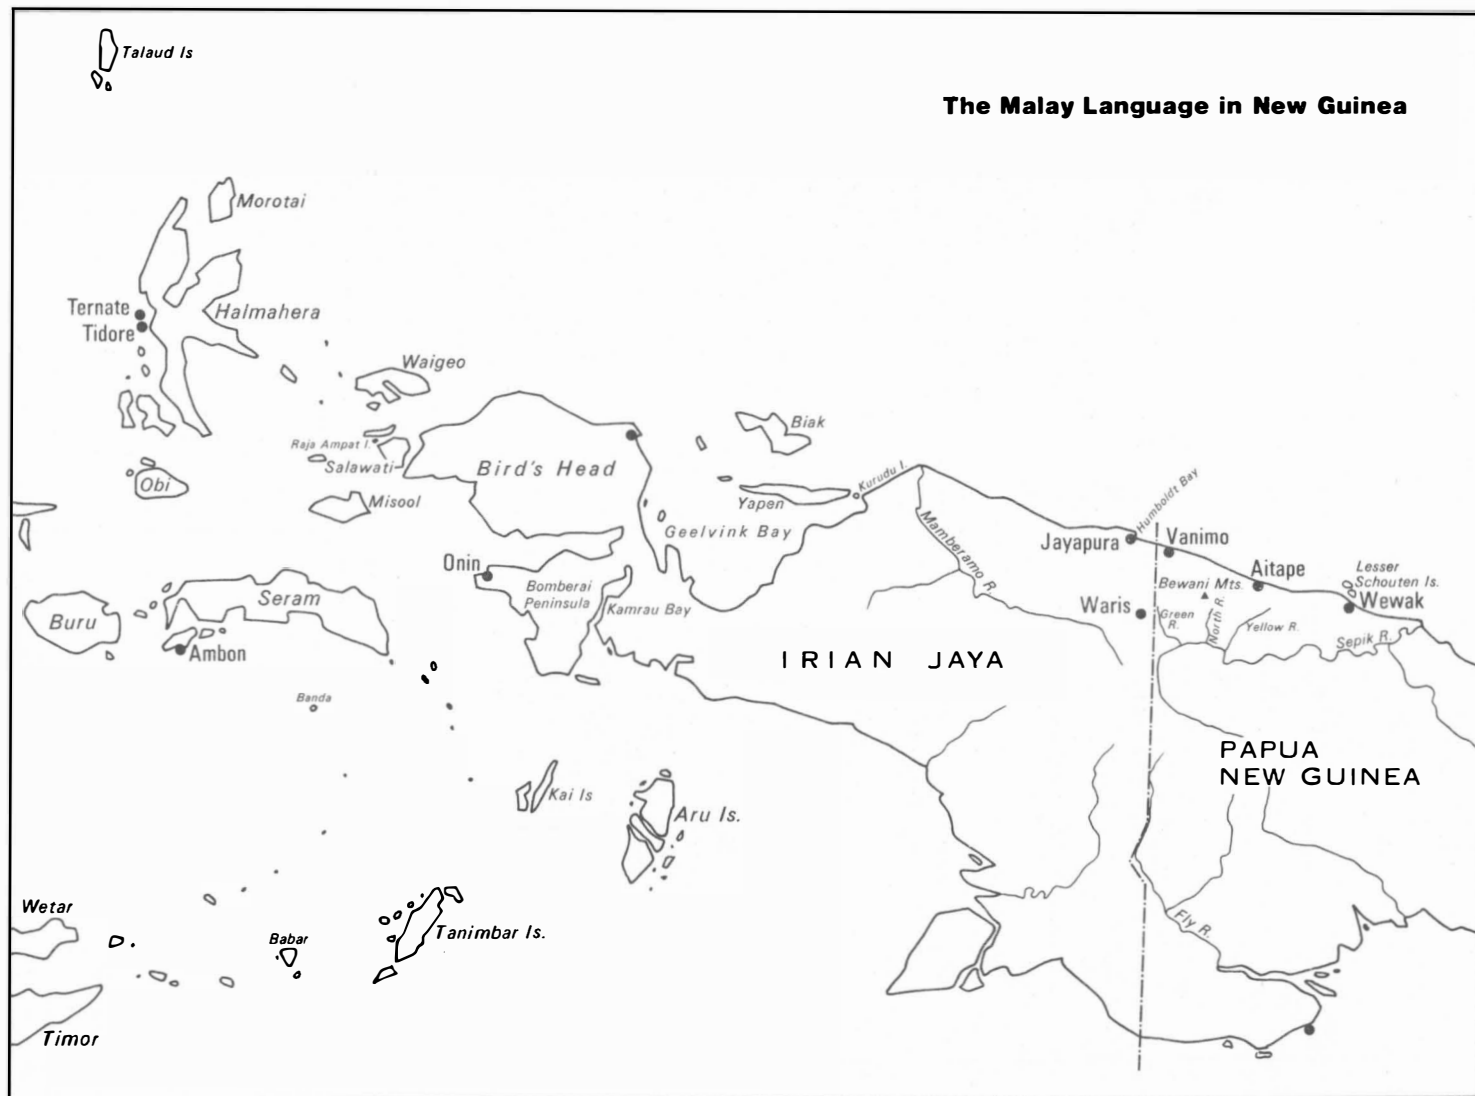 Talaud Is
The Malay Language in New Guinea
Morotai
Ternate
Halmahera
Tidore
Waigeo
Biak
Raja Ampat I.
Salawati
Bird's Head
Kurudu I.
Obi
Misool
Yapen
Humboldt Bay
Geelvink Bay
Mamberamo R.
Jayapura
Vanimo
Onin
Aitape
Lesser
Schouten Is.
Bomberai
Peninsula
Bewani Mts.
Seram
Kamrau Bay
Waris
Wewak
Buru
Green
R.
North R.
Yellow R.
Sepik R.
Ambon
IRIAN JAYA
Banda
PAPUA
NEW GUINEA
Kai Is
Aru Is.
Wetar
Fly R.
Babar
Tanimbar Is.
Timor